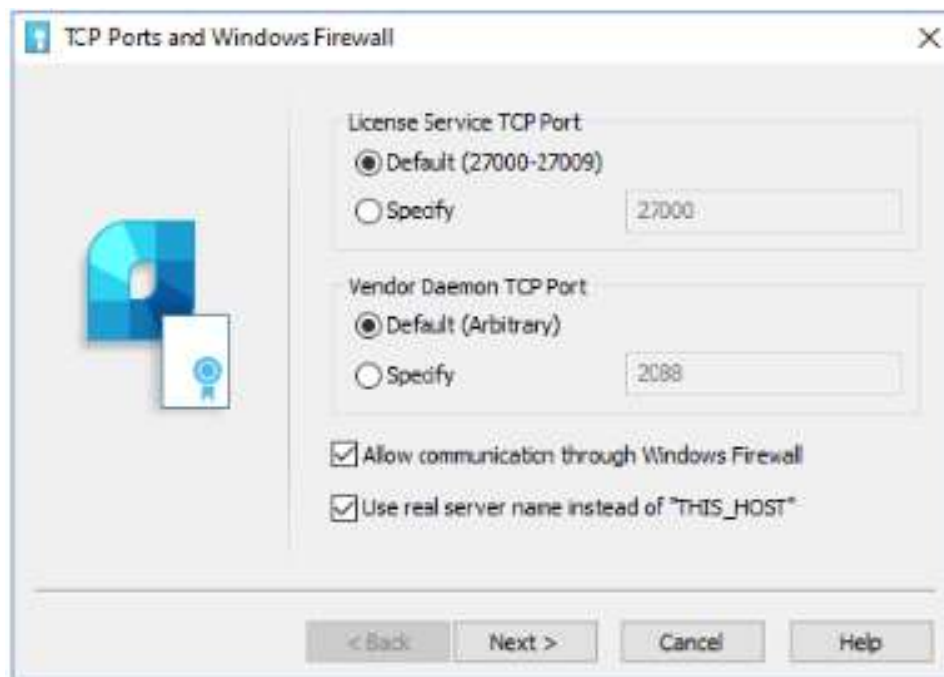 TCP Ports and Windows Firewall
License Service TCP Port
Default (27000-27009)
Specify
27000
Vendor Daemon TCP Port
Default (Arbitrary)
Specify
2088
Allow communication through Windows Firewall
Use real server name instead of "THIS_HOST"
< Back
Next >
Cancel
Help